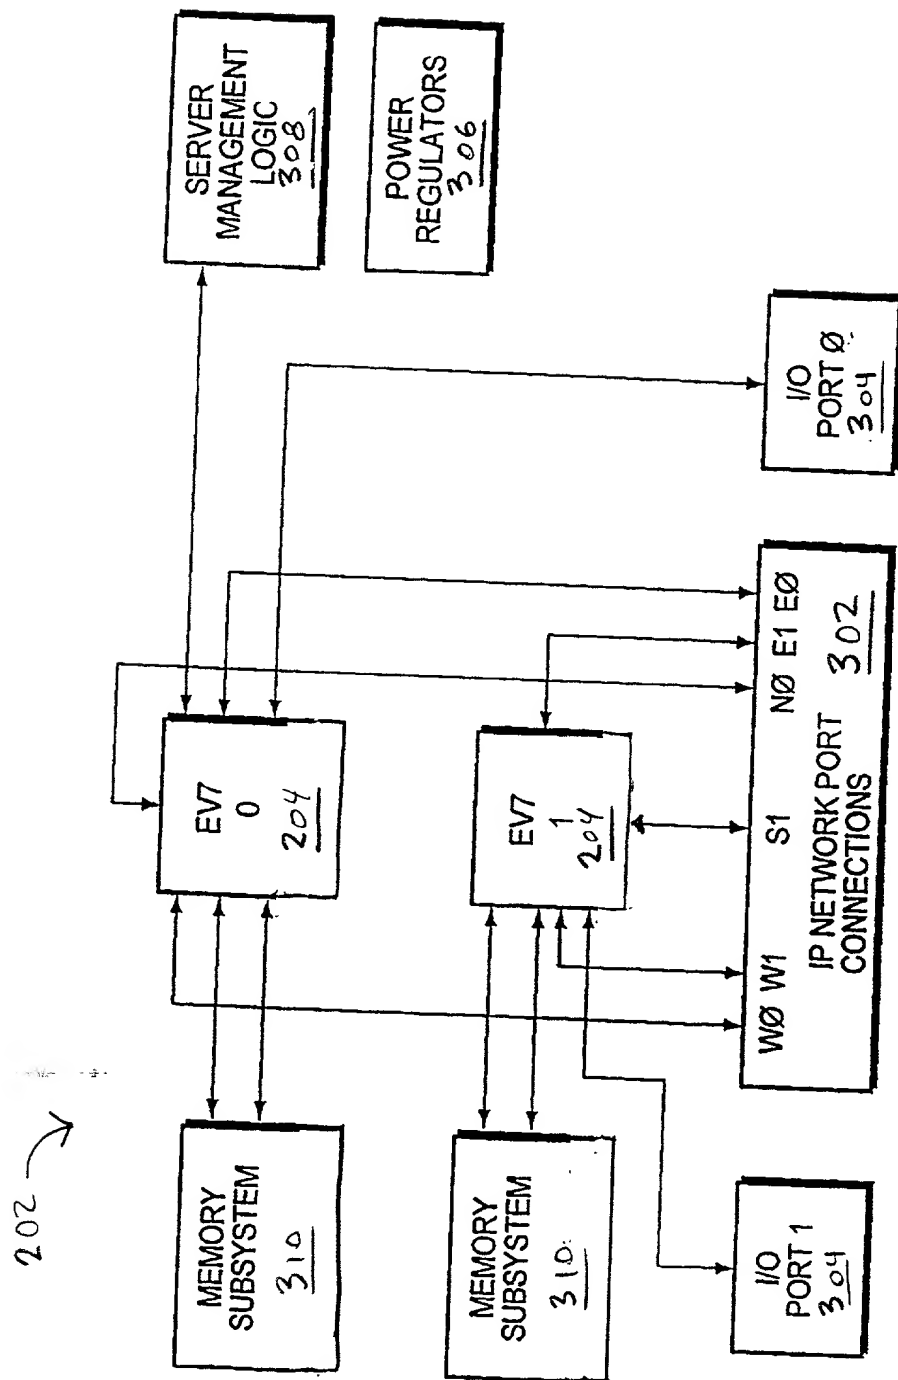 202
MEMORY
SUBSYSTEM
310
EV7
0
204
SERVER
MANAGEMENT
LOGIC
308
MEMORY
SUBSYSTEM
310
EV7
1
204
POWER
REGULATORS
306
I/O
PORT 1
304
WØ W1 S1 NØ E1 EØ
IP NETWORK PORT
CONNECTIONS
302
I/O
PORT Ø
304